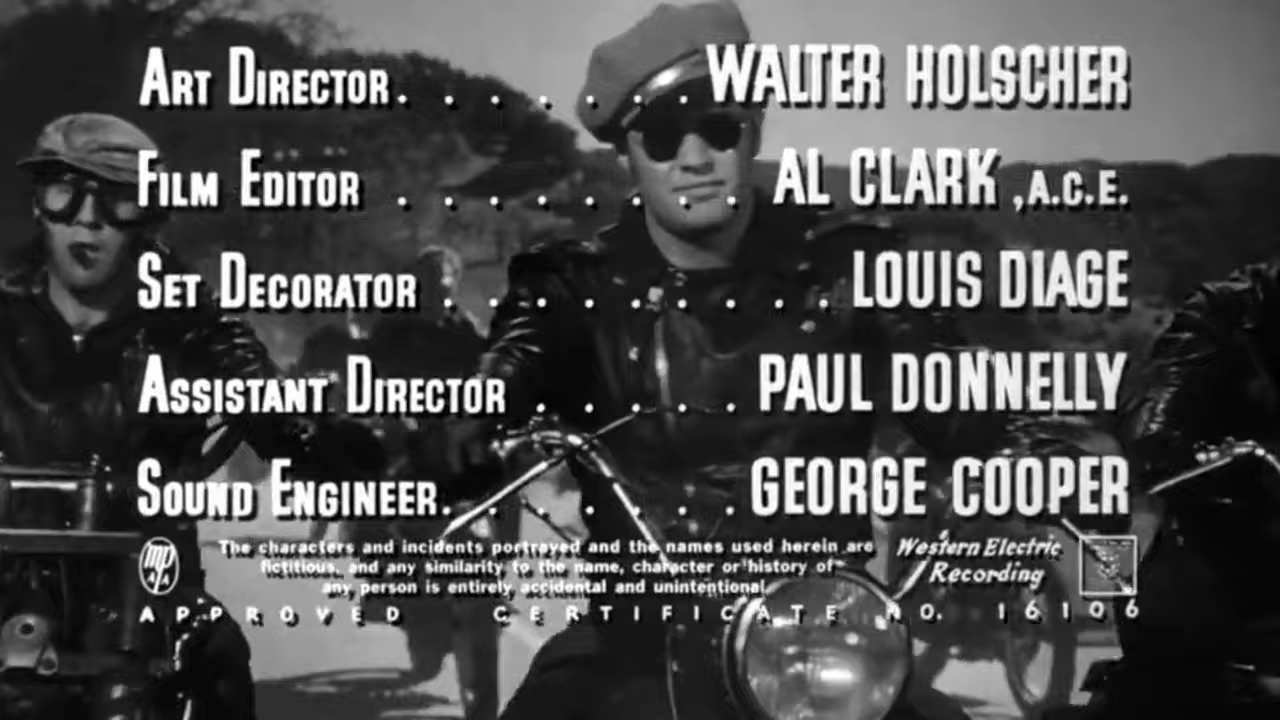 ART DIRECTOR. . . . . . . WALTER HOLSCHER
FILM EDITOR . . . . . . . . AL CLARK ,A.C.E.
SET DECORATOR . . . . . . . . . LOUIS DIAGE
ASSISTANT DIRECTOR . . . . . PAUL DONNELLY
SOUND ENGINEER. . . . . . . GEORGE COOPER
The characters and incidents portrayed and the names used herein are
fictitious, and any similarity to the name, character or history of
any person is entirely accidental and unintentional.
MPAA
Western Electric
Recording
APPROVED CERTIFICATE NO. 16106